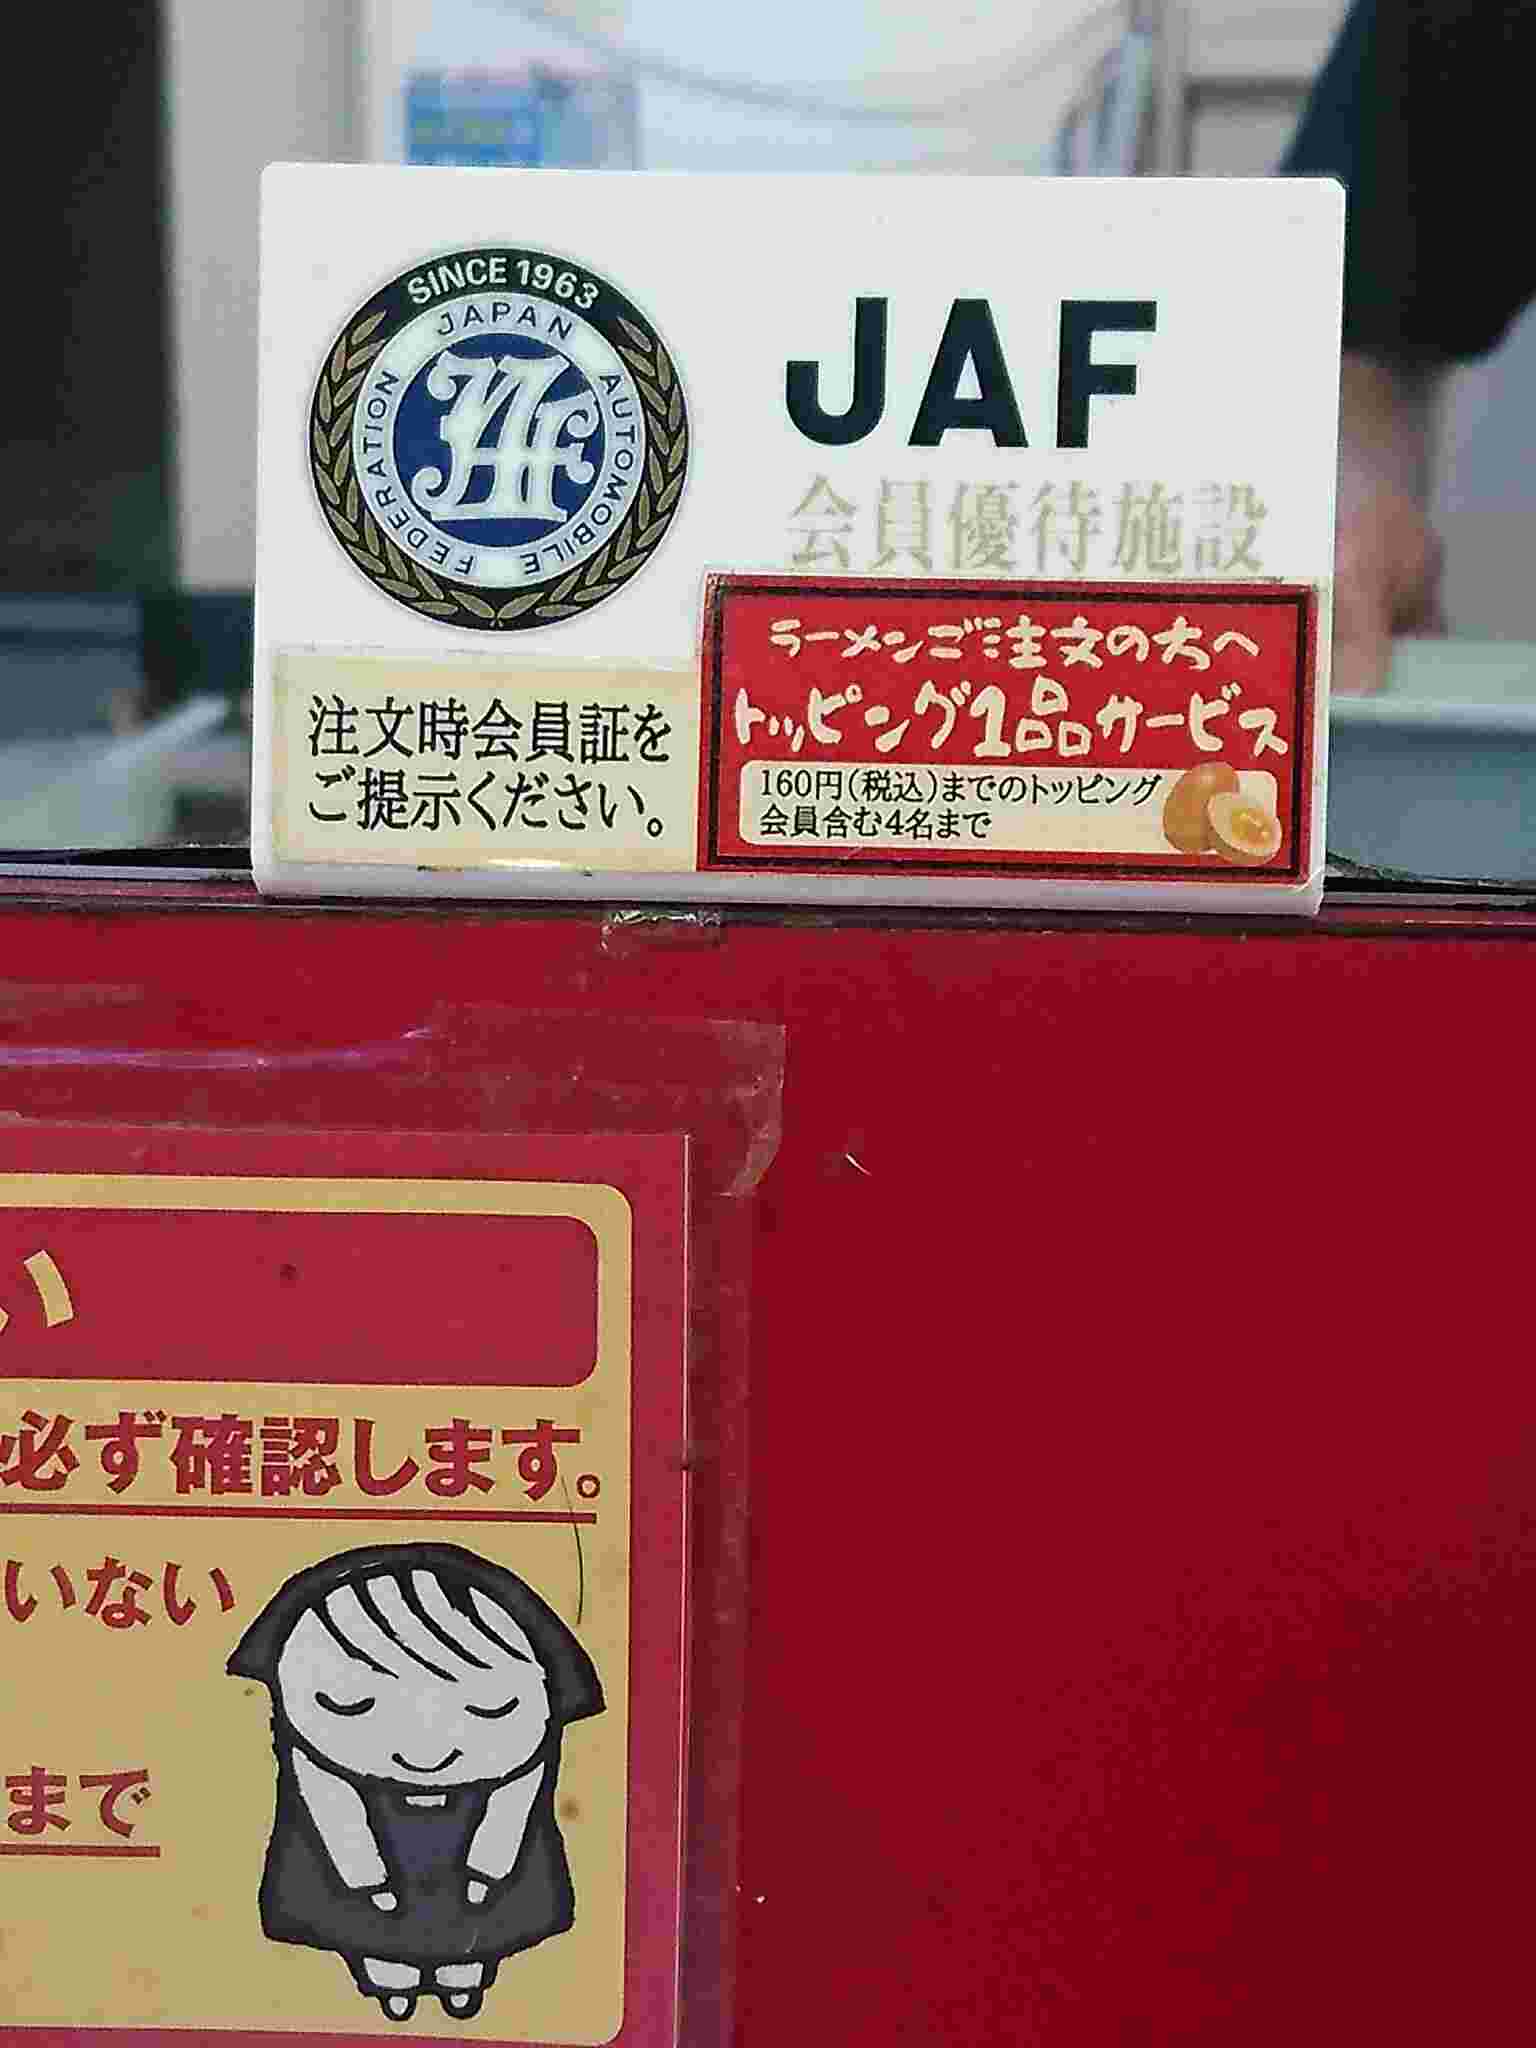 SINCE 1963
JAPAN AUTOMOBILE FEDERATION
JAF
JAF
会員優待施設
注文時会員証を
ご提示ください。
ラーメンご注文の方へ
トッピング1品サービス
160円(税込)までのトッピング
会員含む4名まで
い
必ず確認します。
いない
まで